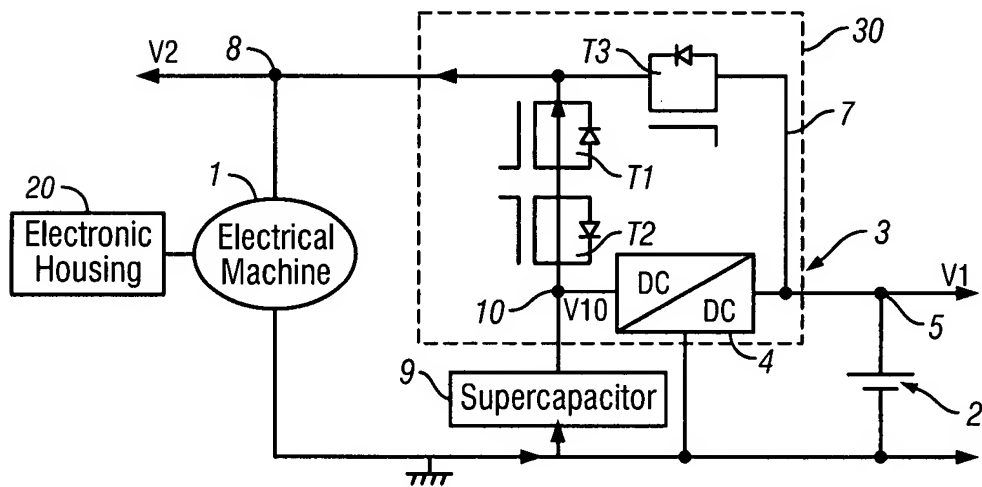 V2
8
T3
30
7
20
1
T1
T2
Electronic
Housing
Electrical
Machine
3
V1
DC
DC
10
V10
4
5
9
Supercapacitor
2